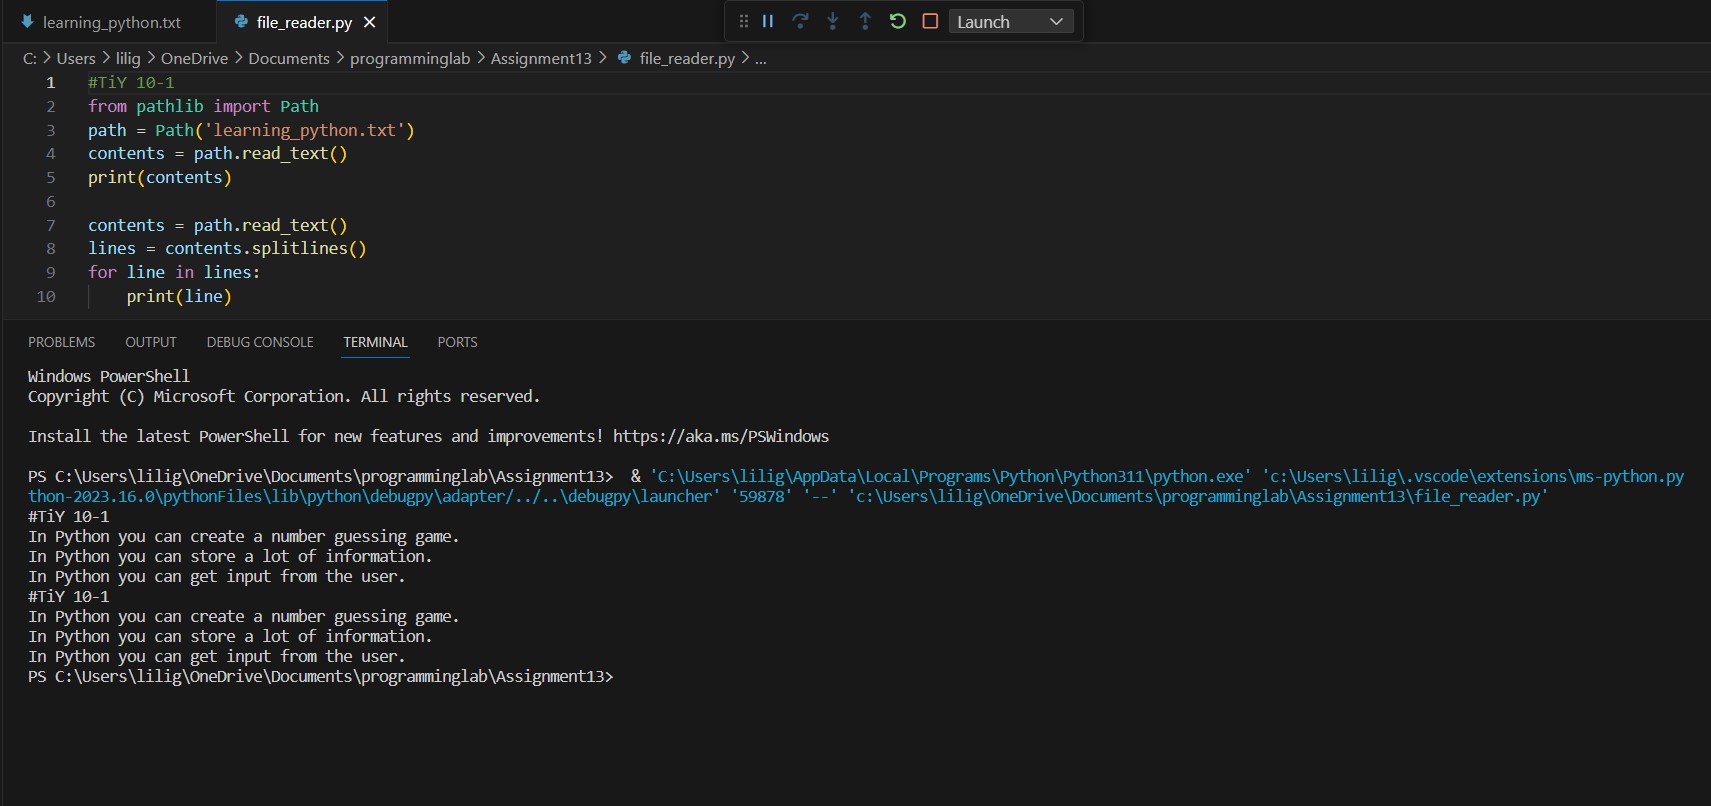 learning_python.txt
file_reader.py
Launch
C: > Users > lilig > OneDrive > Documents > programminglab > Assignment13 > file_reader.py > ...
1 #TiY 10-1
2 from pathlib import Path
3 path = Path('learning_python.txt')
4 contents = path.read_text()
5 print(contents)
6
7 contents = path.read_text()
8 lines = contents.splitlines()
9 for line in lines:
10     print(line)
PROBLEMS OUTPUT DEBUG CONSOLE TERMINAL PORTS
Windows PowerShell
Copyright (C) Microsoft Corporation. All rights reserved.
Install the latest PowerShell for new features and improvements! https://aka.ms/PSWindows
PS C:\Users\lilig\OneDrive\Documents\programminglab\Assignment13>  & 'C:\Users\lilig\AppData\Local\Programs\Python\Python311\python.exe' 'c:\Users\lilig\.vscode\extensions\ms-python.py
thon-2023.16.0\pythonFiles\lib\python\debugpy\adapter/../..\debugpy\launcher' '59878' '--' 'c:\Users\lilig\OneDrive\Documents\programminglab\Assignment13\file_reader.py'
#TiY 10-1
In Python you can create a number guessing game.
In Python you can store a lot of information.
In Python you can get input from the user.
#TiY 10-1
In Python you can create a number guessing game.
In Python you can store a lot of information.
In Python you can get input from the user.
PS C:\Users\lilig\OneDrive\Documents\programminglab\Assignment13>